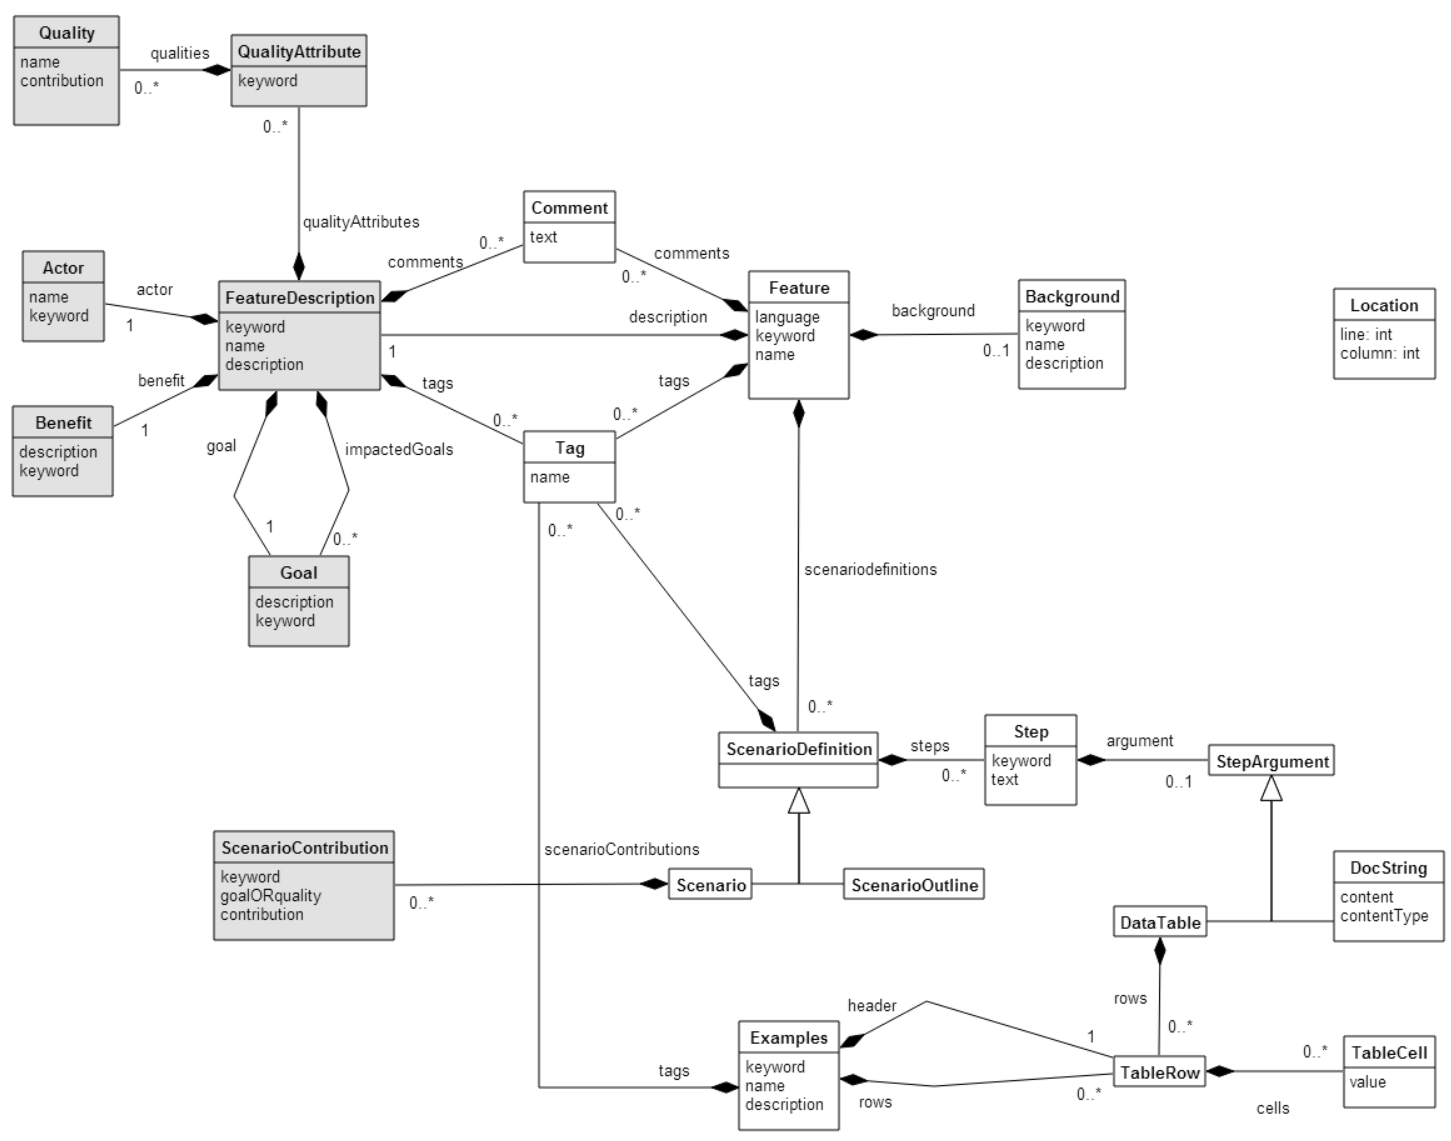 Quality
name
contribution
qualities
0..*
QualityAttribute
keyword
0..*
qualityAttributes
Comment
text
0..*
comments
comments
0..*
Actor
name
keyword
actor
1
FeatureDescription
keyword
name
description
description
1
Feature
language
keyword
name
background
0..1
Background
keyword
name
description
Location
line: int
column: int
benefit
1
Benefit
description
keyword
tags
0..*
tags
0..*
Tag
name
0..*
0..*
goal
1
impactedGoals
0..*
Goal
description
keyword
scenariodefinitions
0..*
tags
ScenarioDefinition
steps
0..*
Step
keyword
text
argument
0..1
StepArgument
ScenarioContribution
keyword
goalORquality
contribution
scenarioContributions
0..*
Scenario
ScenarioOutline
DocString
content
contentType
DataTable
rows
0..*
header
1
Examples
keyword
name
description
tags
rows
0..*
TableRow
0..*
cells
TableCell
value